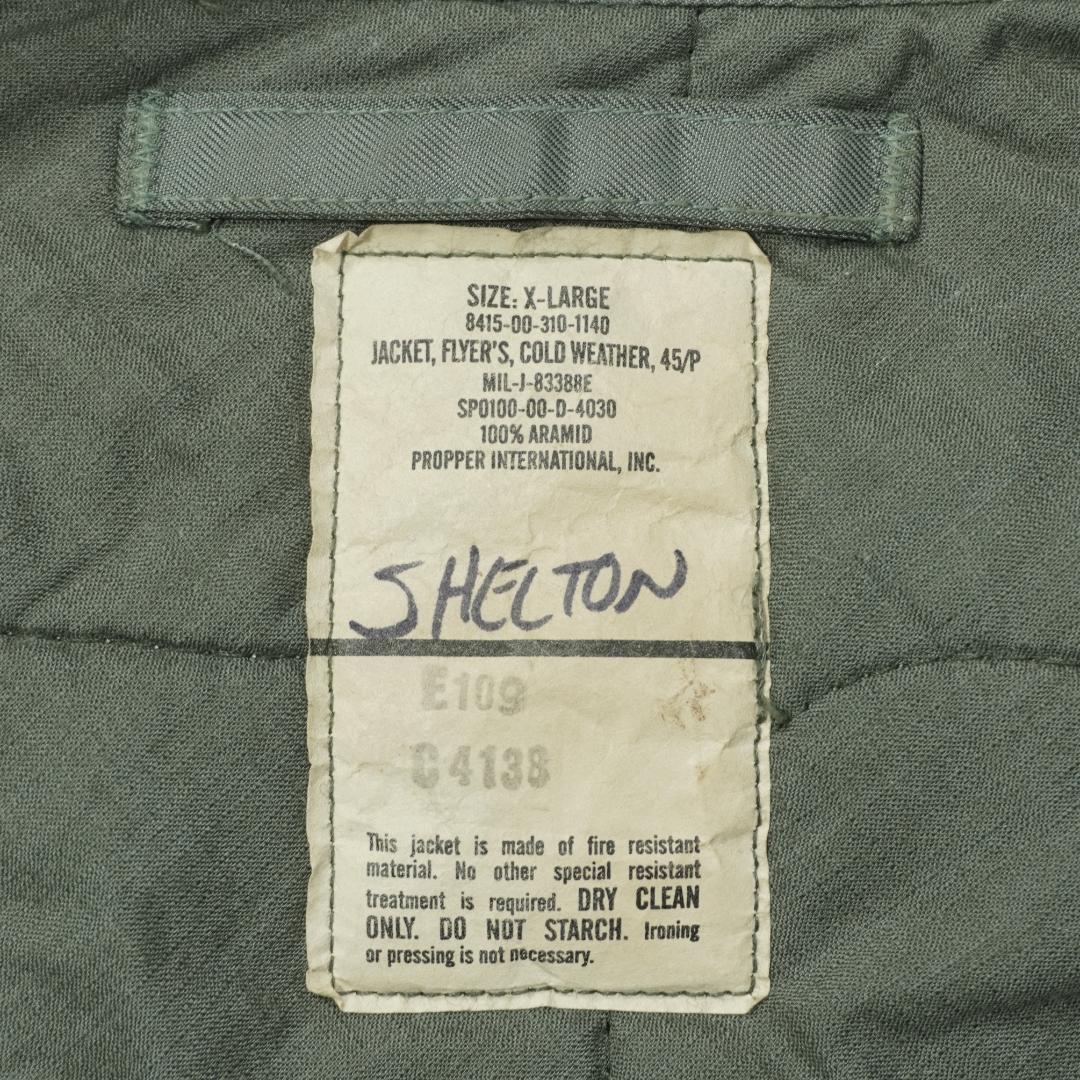 SIZE: X-LARGE
8415-00-310-1140
JACKET, FLYER'S, COLD WEATHER, 45/P
MIL-J-83388E
SP0100-00-D-4030
100% ARAMID
PROPPER INTERNATIONAL, INC.
SHELTON
E109
C4138
This jacket is made of fire resistant
material. No other special resistant
treatment is required. DRY CLEAN
ONLY. DO NOT STARCH. Ironing
or pressing is not necessary.